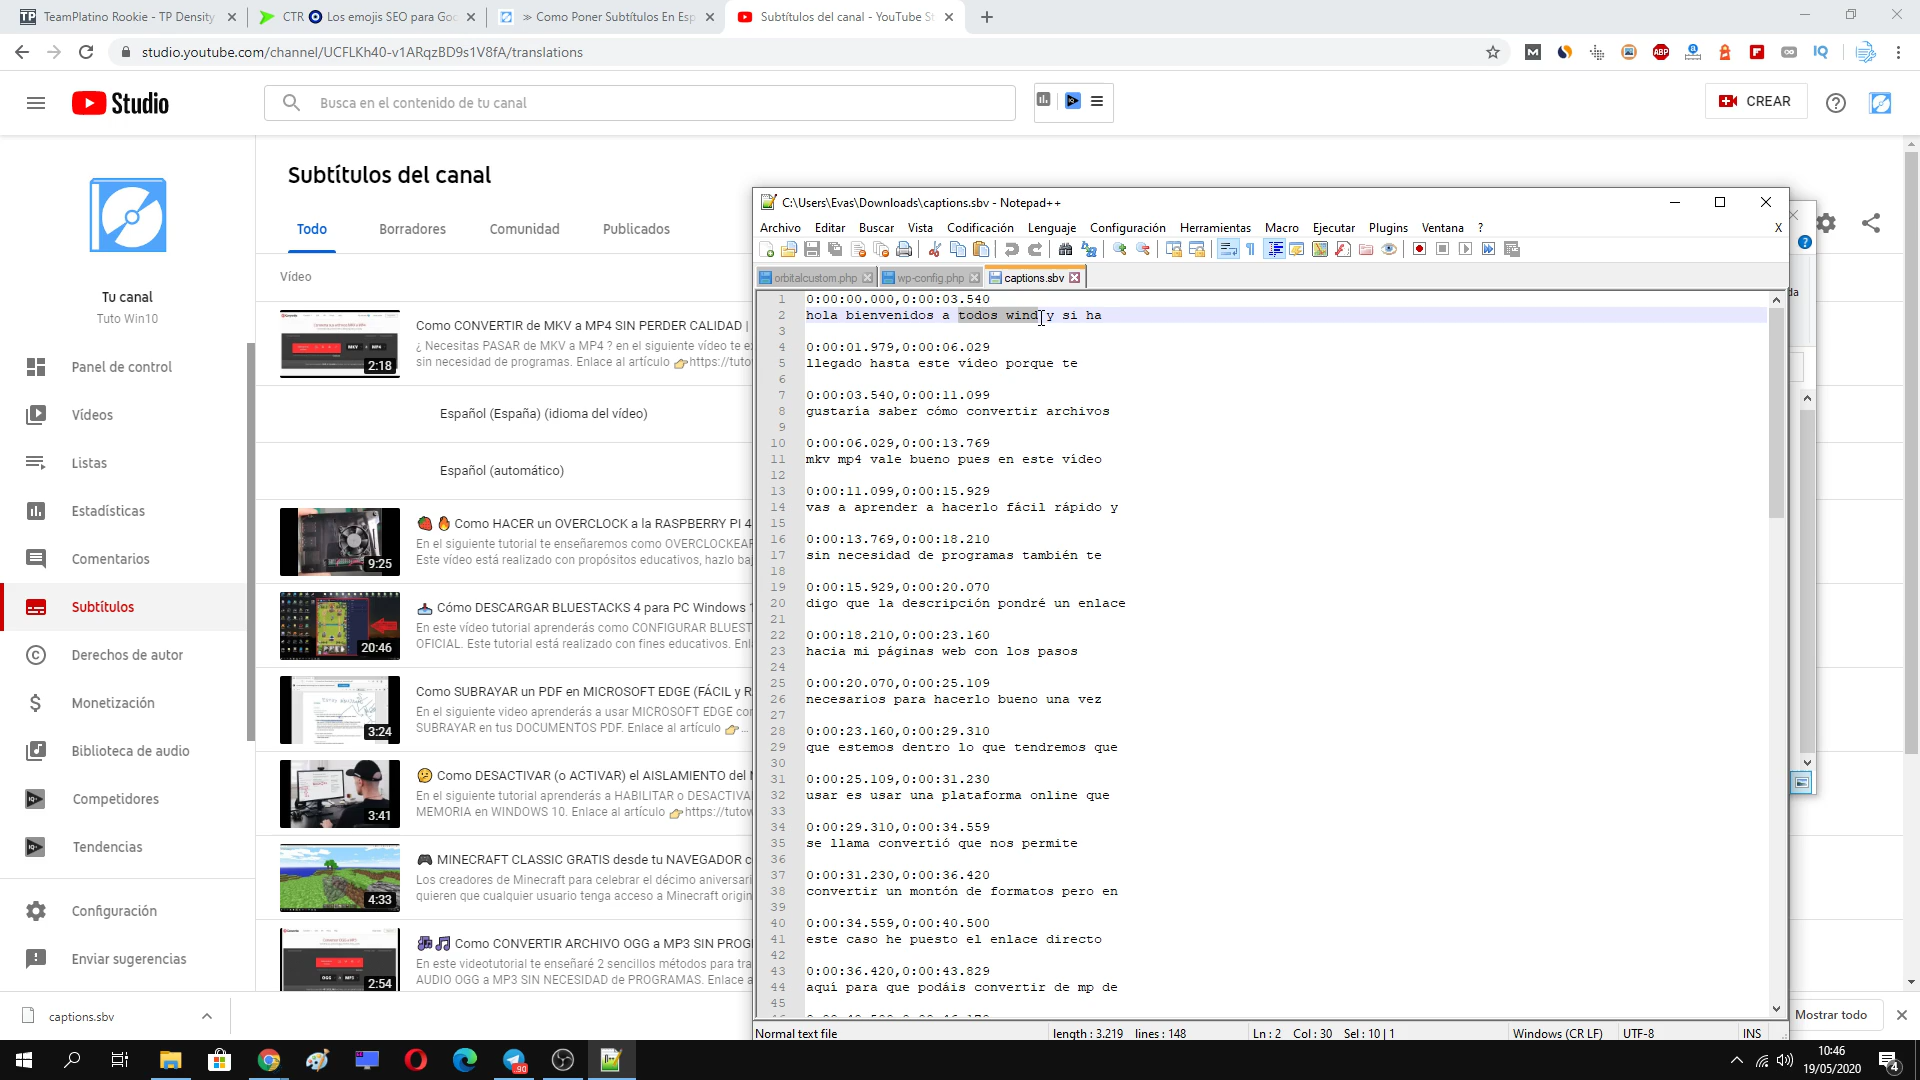 TeamPlatino Rookie - TP Density
CTR Los emojis SEO para Goo
» Como Poner Subtítulos En Esp
Subtítulos del canal - YouTube St
studio.youtube.com/channel/UCFLKh40-v1ARqzBD9s1V8fA/translations
Studio
Busca en el contenido de tu canal
CREAR
Tu canal
Tuto Win10
Panel de control
Vídeos
Listas
Estadísticas
Comentarios
Subtítulos
Derechos de autor
Monetización
Biblioteca de audio
Competidores
Tendencias
Configuración
Enviar sugerencias
Subtítulos del canal
Todo Borradores Comunidad Publicados
Vídeo
Como CONVERTIR de MKV a MP4 SIN PERDER CALIDAD |
¿ Necesitas PASAR de MKV a MP4 ? en el siguiente vídeo te ex
sin necesidad de programas. Enlace al artículo 👉https://tuto
2:18
Español (España) (idioma del vídeo)
Español (automático)
🍓 🔥 Como HACER un OVERCLOCK a la RASPBERRY PI 4
En el siguiente tutorial te enseñaremos como OVERCLOCKEAR
Este vídeo está realizado con propósitos educativos, hazlo ba
9:25
Cómo DESCARGAR BLUESTACKS 4 para PC Windows
En este vídeo tutorial aprenderás como CONFIGURAR BLUEST
OFICIAL. Este tutorial está realizado con fines educativos. Enl
20:46
Como SUBRAYAR un PDF en MICROSOFT EDGE (FÁCIL y R
En el siguiente video aprenderás a usar MICROSOFT EDGE co
SUBRAYAR en tus DOCUMENTOS PDF. Enlace al artículo 👉...
3:24
Como DESACTIVAR (o ACTIVAR) el AISLAMIENTO del
En el siguiente tutorial aprenderás a HABILITAR o DESACTIVA
MEMORIA en WINDOWS 10. Enlace al artículo 👉https://tutow
3:41
🎮 MINECRAFT CLASSIC GRATIS desde tu NAVEGADOR c
Los creadores de Minecraft para celebrar el décimo aniversari
quieren que cualquier usuario tenga acceso a Minecraft origin
4:33
Como CONVERTIR ARCHIVO OGG a MP3 SIN PROG
En este videotutorial te enseñaré 2 sencillos métodos para tra
AUDIO OGG a MP3 SIN NECESIDAD de PROGRAMAS. Enlace a
2:54
C:\Users\Evas\Downloads\captions.sbv - Notepad++
Archivo Editar Buscar Vista Codificación Lenguaje Configuración Herramientas Macro Ejecutar Plugins Ventana ? X
orbitalcustom.php wp-config.php captions.sbv
1 0:00:00.000,0:00:03.540
2 hola bienvenidos a todos wind y si ha
3
4 0:00:01.979,0:00:06.029
5 llegado hasta este vídeo porque te
6
7 0:00:03.540,0:00:11.099
8 gustaría saber cómo convertir archivos
9
10 0:00:06.029,0:00:13.769
11 mkv mp4 vale bueno pues en este vídeo
12
13 0:00:11.099,0:00:15.929
14 vas a aprender a hacerlo fácil rápido y
15
16 0:00:13.769,0:00:18.210
17 sin necesidad de programas también te
18
19 0:00:15.929,0:00:20.070
20 digo que la descripción pondré un enlace
21
22 0:00:18.210,0:00:23.160
23 hacia mi páginas web con los pasos
24
25 0:00:20.070,0:00:25.109
26 necesarios para hacerlo bueno una vez
27
28 0:00:23.160,0:00:29.310
29 que estemos dentro lo que tendremos que
30
31 0:00:25.109,0:00:31.230
32 usar es usar una plataforma online que
33
34 0:00:29.310,0:00:34.559
35 se llama convertió que nos permite
36
37 0:00:31.230,0:00:36.420
38 convertir un montón de formatos pero en
39
40 0:00:34.559,0:00:40.500
41 este caso he puesto el enlace directo
42
43 0:00:36.420,0:00:43.829
44 aquí para que podáis convertir de mp de
45
Normal text file length : 3.219 lines : 148 Ln : 2 Col : 30 Sel : 10 | 1 Windows (CR LF) UTF-8 INS
captions.sbv
Mostrar todo
10:46
19/05/2020